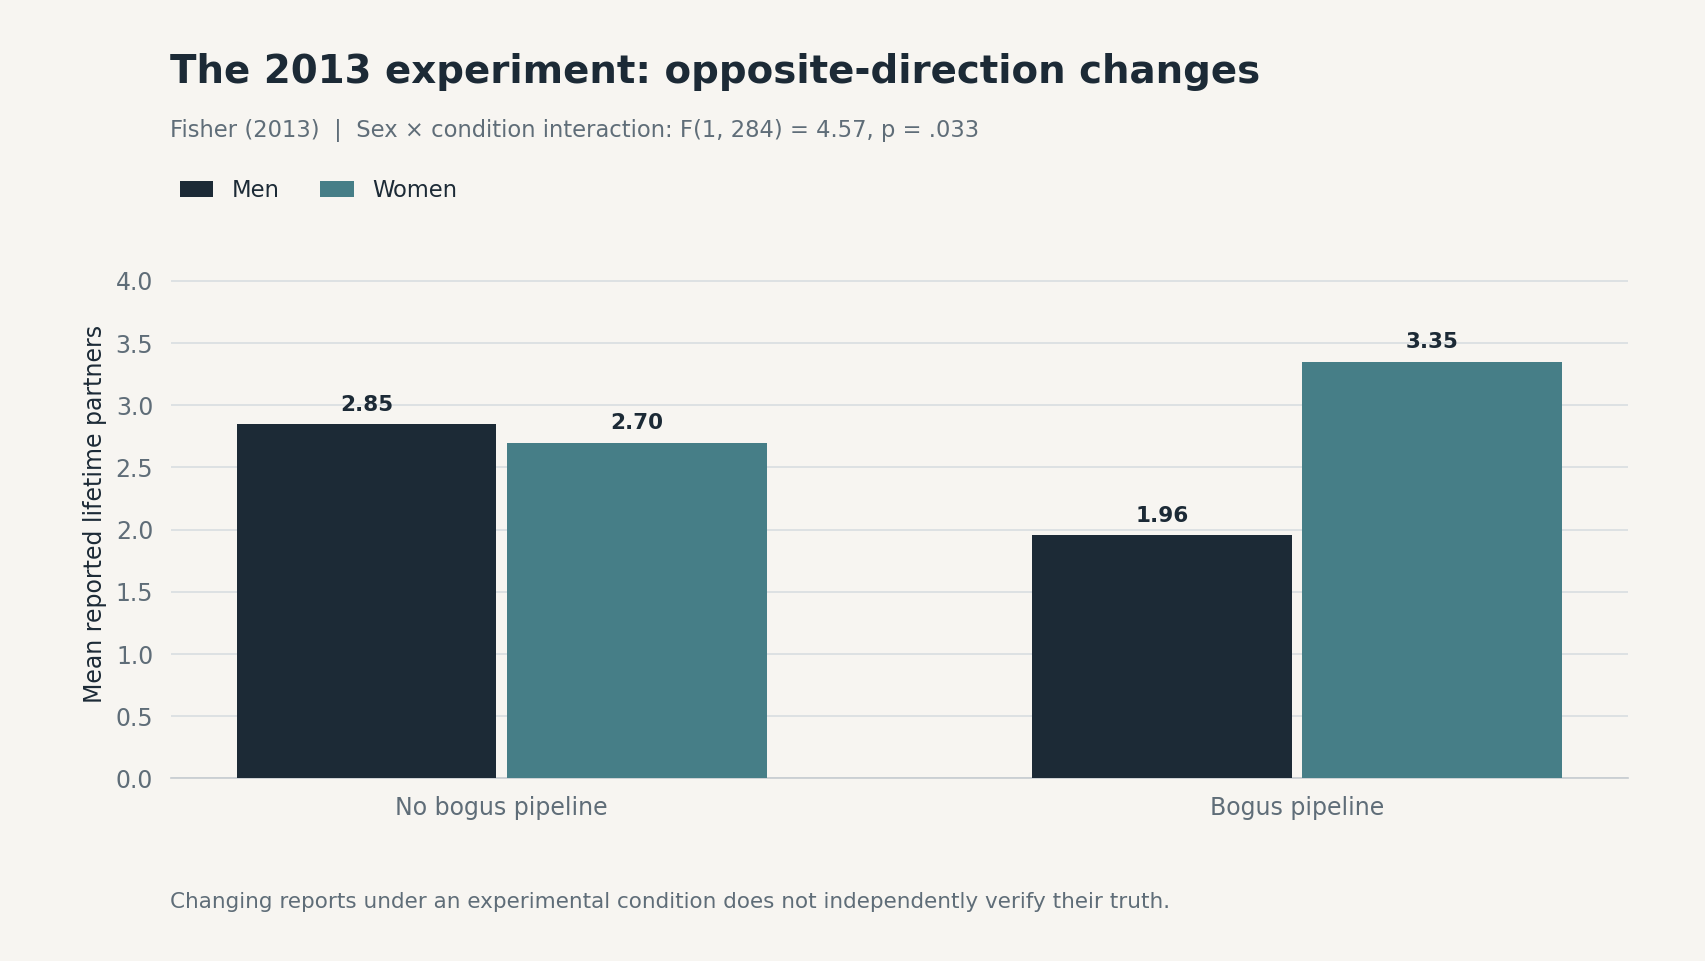 The 2013 experiment: opposite-direction changes
Fisher (2013)  |  Sex × condition interaction: F(1, 284) = 4.57, p = .033
Men
Women
Mean reported lifetime partners
4.0
3.5
3.0
2.5
2.0
1.5
1.0
0.5
0.0
2.85
2.70
1.96
3.35
No bogus pipeline
Bogus pipeline
Changing reports under an experimental condition does not independently verify their truth.